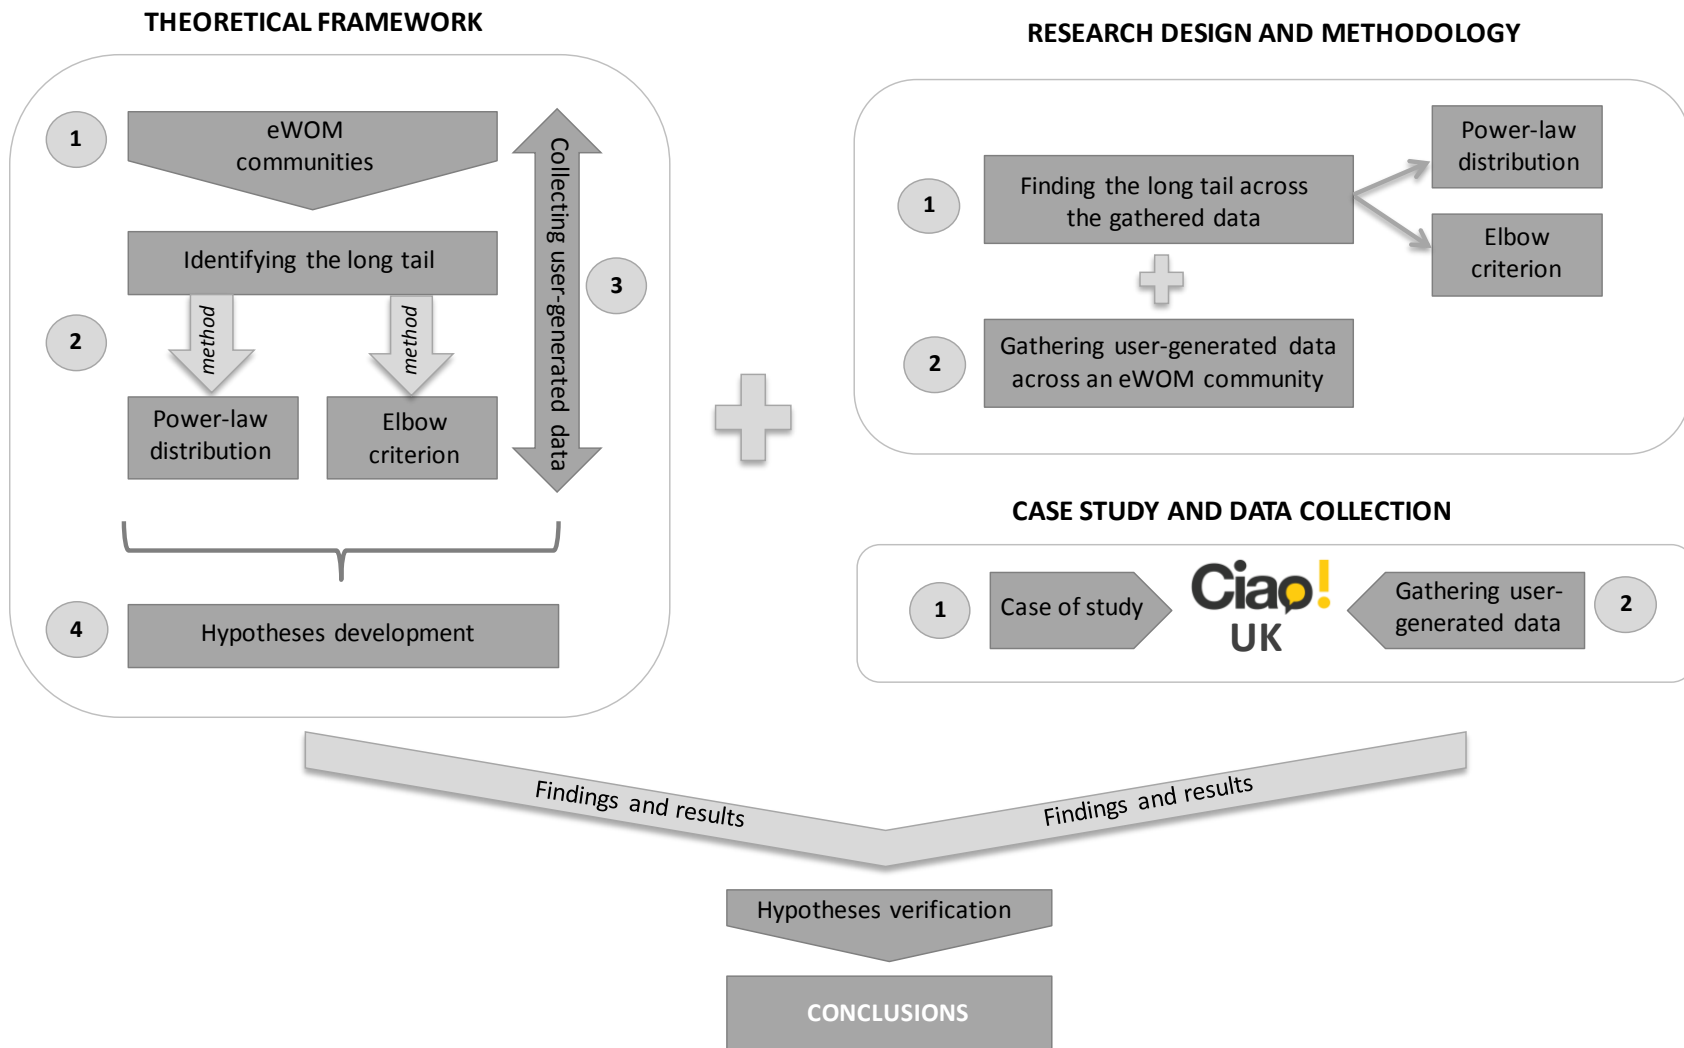 THEORETICAL FRAMEWORK
1
eWOM
communities
Identifying the long tail
2
method
method
Power-law
distribution
Elbow
criterion
Collecting user-generated data
3
4
Hypotheses development
RESEARCH DESIGN AND METHODOLOGY
1
Finding the long tail across
the gathered data
Power-law
distribution
Elbow
criterion
2
Gathering user-generated data
across an eWOM community
CASE STUDY AND DATA COLLECTION
1
Case of study
Ciao!
UK
Gathering user-
generated data
2
Findings and results
Findings and results
Hypotheses verification
CONCLUSIONS